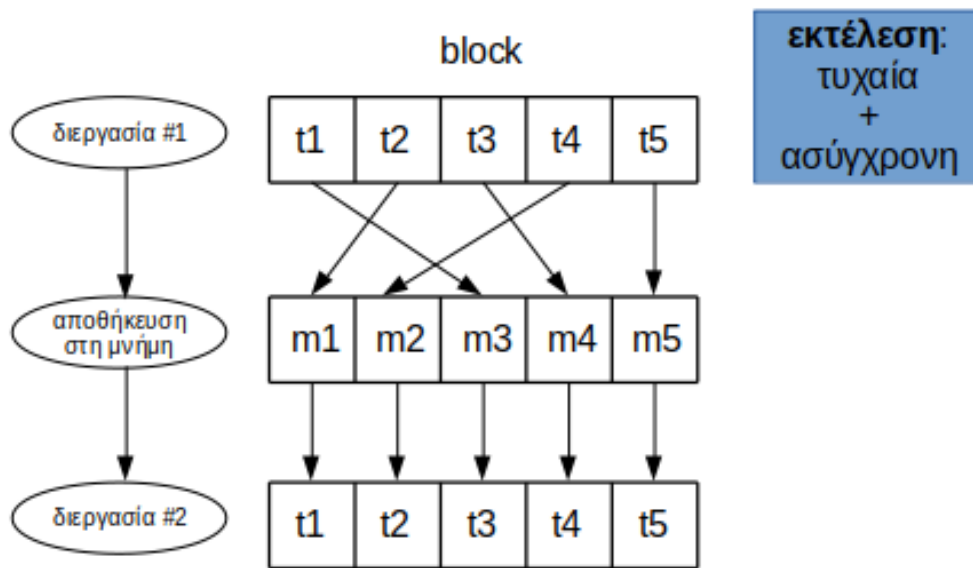 block
εκτέλεση:
τυχαία
+
ασύγχρονη
διεργασία #1
t1 t2 t3 t4 t5
αποθήκευση
στη μνήμη
m1 m2 m3 m4 m5
διεργασία #2
t1 t2 t3 t4 t5